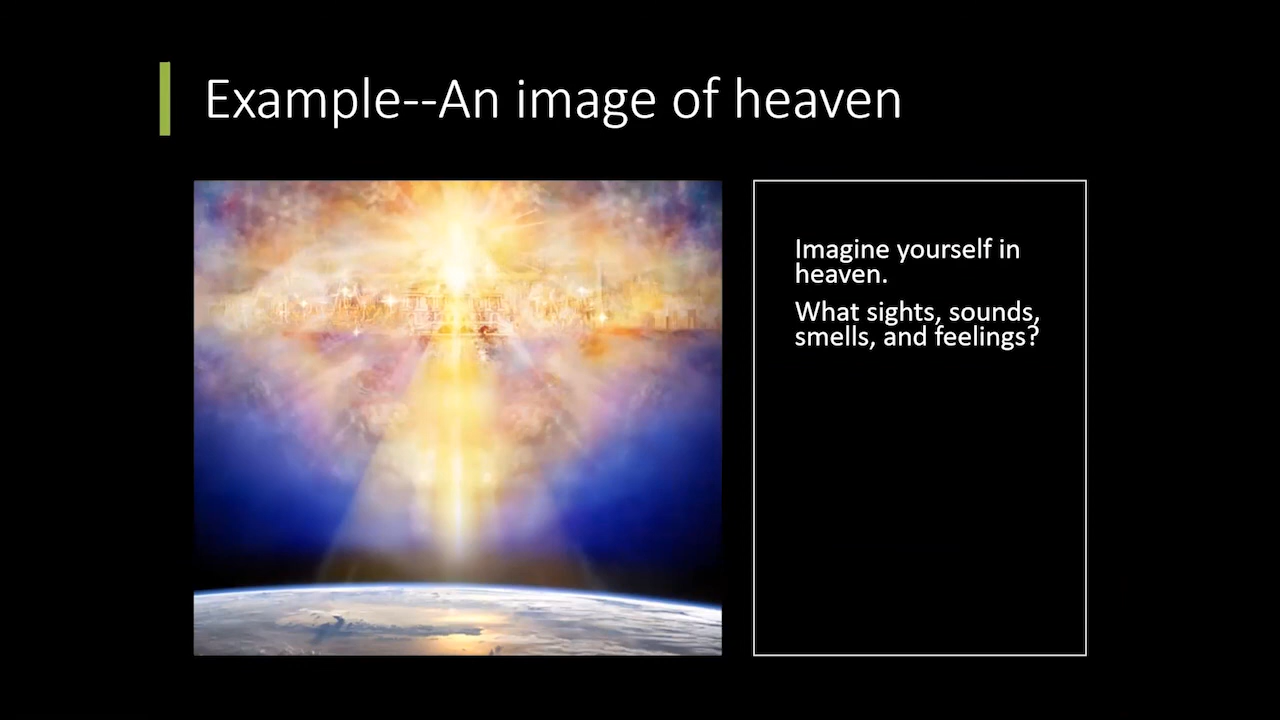 Example--An image of heaven
Imagine yourself in
heaven.
What sights, sounds,
smells, and feelings?